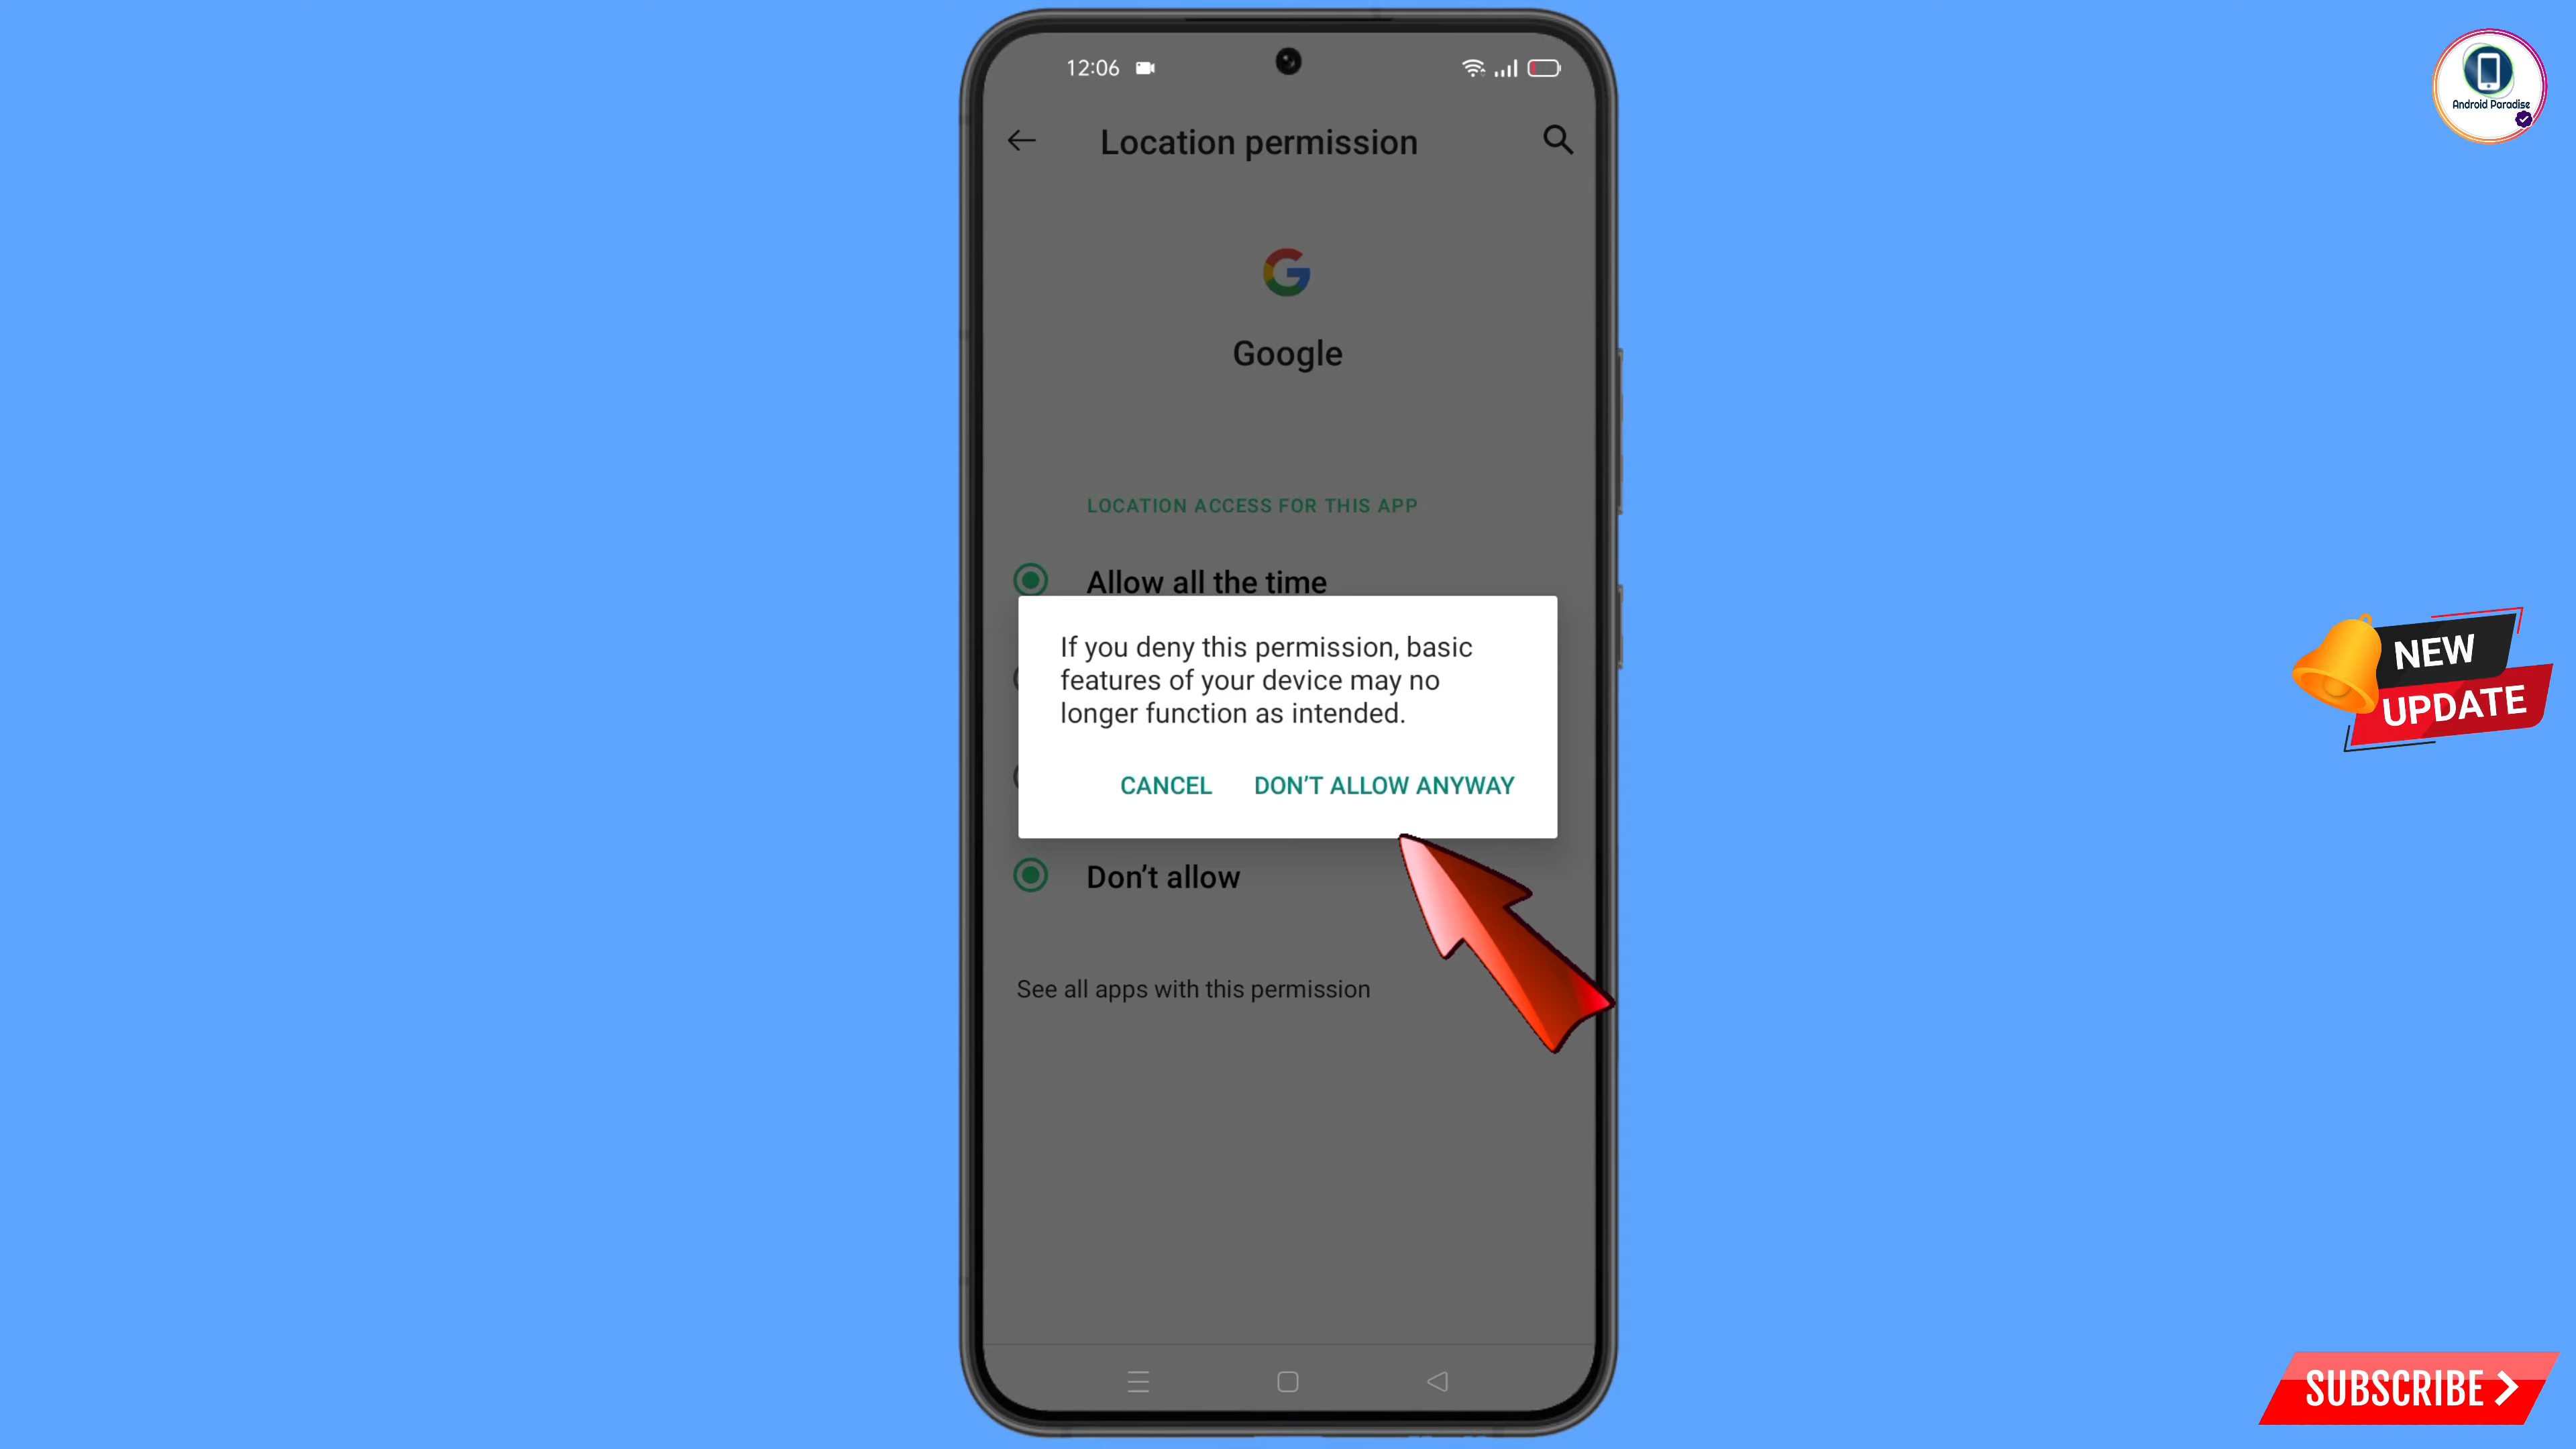 12:06
Android Paradise
Location permission
Google
LOCATION ACCESS FOR THIS APP
Allow all the time
If you deny this permission, basic
features of your device may no
longer function as intended.
CANCEL DON'T ALLOW ANYWAY
NEW
UPDATE
Don't allow
See all apps with this permission
SUBSCRIBE